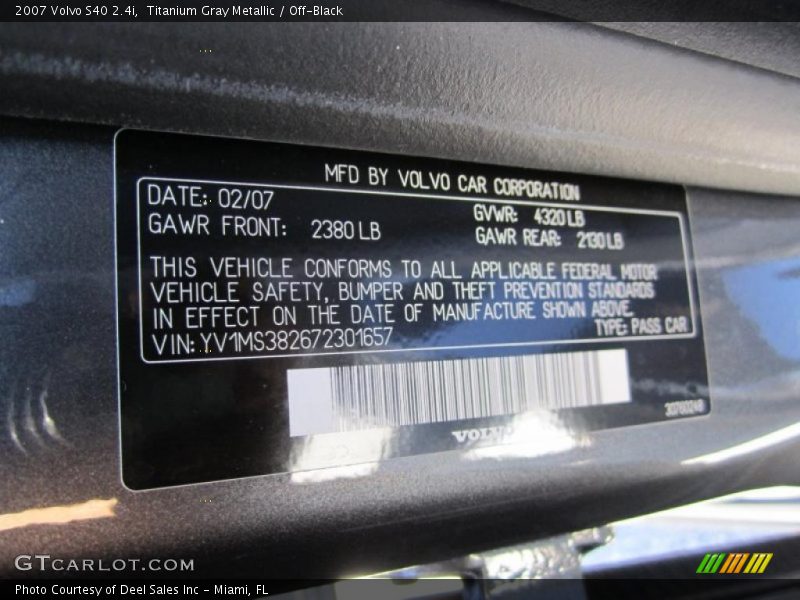 2007 Volvo S40 2.4i, Titanium Gray Metallic / Off-Black
MFD BY VOLVO CAR CORPORATION
DATE: 02/07
GVWR: 4320 LB
GAWR FRONT: 2380 LB
GAWR REAR: 2130 LB
THIS VEHICLE CONFORMS TO ALL APPLICABLE FEDERAL MOTOR
VEHICLE SAFETY, BUMPER AND THEFT PREVENTION STANDARDS
IN EFFECT ON THE DATE OF MANUFACTURE SHOWN ABOVE.
VIN: YV1MS382672301657
TYPE: PASS CAR
30780249
VOLVO
GTCARLOT.COM
Photo Courtesy of Deel Sales Inc - Miami, FL